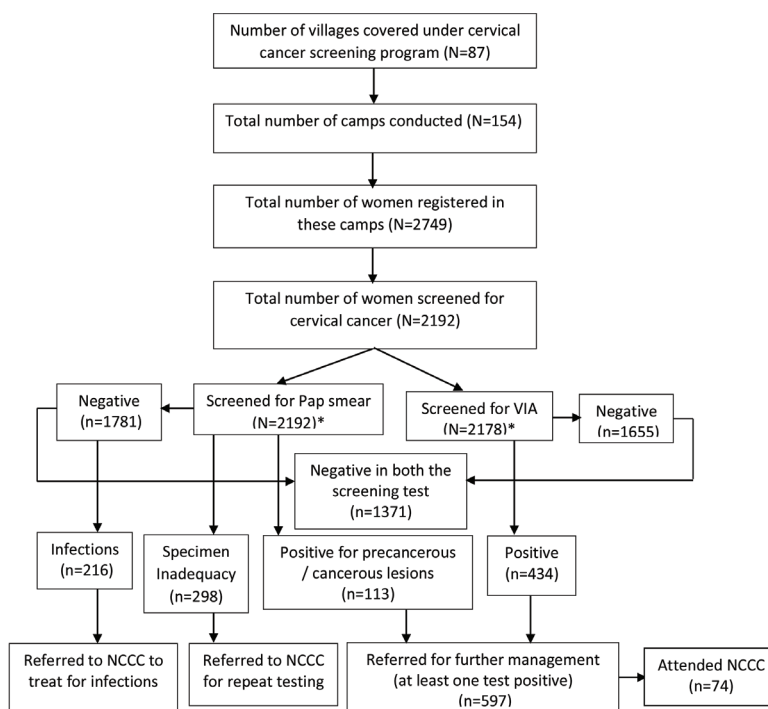 Number of villages covered under cervical
cancer screening program (N=87)
Total number of camps conducted (N=154)
Total number of women registered in
these camps (N=2749)
Total number of women screened for
cervical cancer (N=2192)
Negative
(n=1781)
Screened for Pap smear
(N=2192)*
Screened for VIA
(N=2178)*
Negative
(n=1655)
Negative in both the
screening test
(n=1371)
Infections
(n=216)
Specimen
Inadequacy
(n=298)
Positive for precancerous
/ cancerous lesions
(n=113)
Positive
(n=434)
Referred to NCCC to
treat for infections
Referred to NCCC
for repeat testing
Referred for further management
(at least one test positive)
(n=597)
Attended NCCC
(n=74)